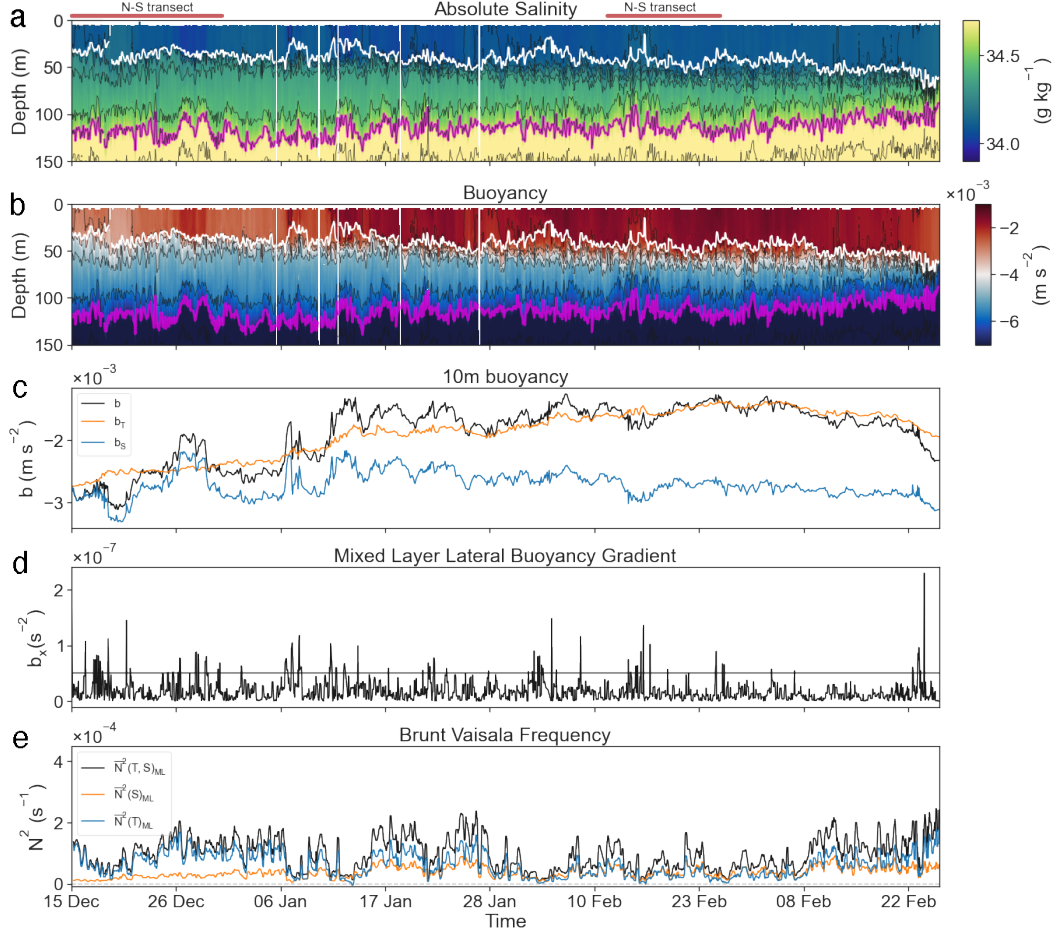 a
N-S transect
Absolute Salinity
N-S transect
0
50
100
150
Depth (m)
34.5
34.0
(g kg⁻¹)
b
Buoyancy
×10⁻³
0
50
100
150
Depth (m)
−2
−4
−6
(m s⁻²)
c
×10⁻³
10m buoyancy
b
b_T
b_S
−2
−3
b (m s⁻²)
d
×10⁻⁷
Mixed Layer Lateral Buoyancy Gradient
2
1
0
b_x(s⁻²)
e
×10⁻⁴
Brunt Vaisala Frequency
N̅²(T, S)_ML
N̅²(S)_ML
N̅²(T)_ML
4
2
0
N² (s⁻¹)
15 Dec 26 Dec 06 Jan 17 Jan 28 Jan 10 Feb 23 Feb 08 Feb 22 Feb
Time